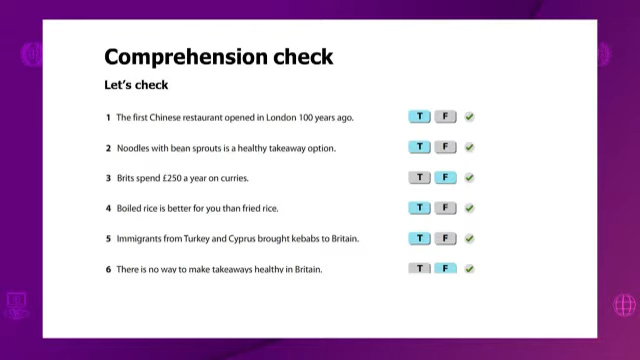 Comprehension check
Let's check
1 The first Chinese restaurant opened in London 100 years ago. T F
2 Noodles with bean sprouts is a healthy takeaway option. T F
3 Brits spend £250 a year on curries. T F
4 Boiled rice is better for you than fried rice. T F
5 Immigrants from Turkey and Cyprus brought kebabs to Britain. T F
6 There is no way to make takeaways healthy in Britain. T F